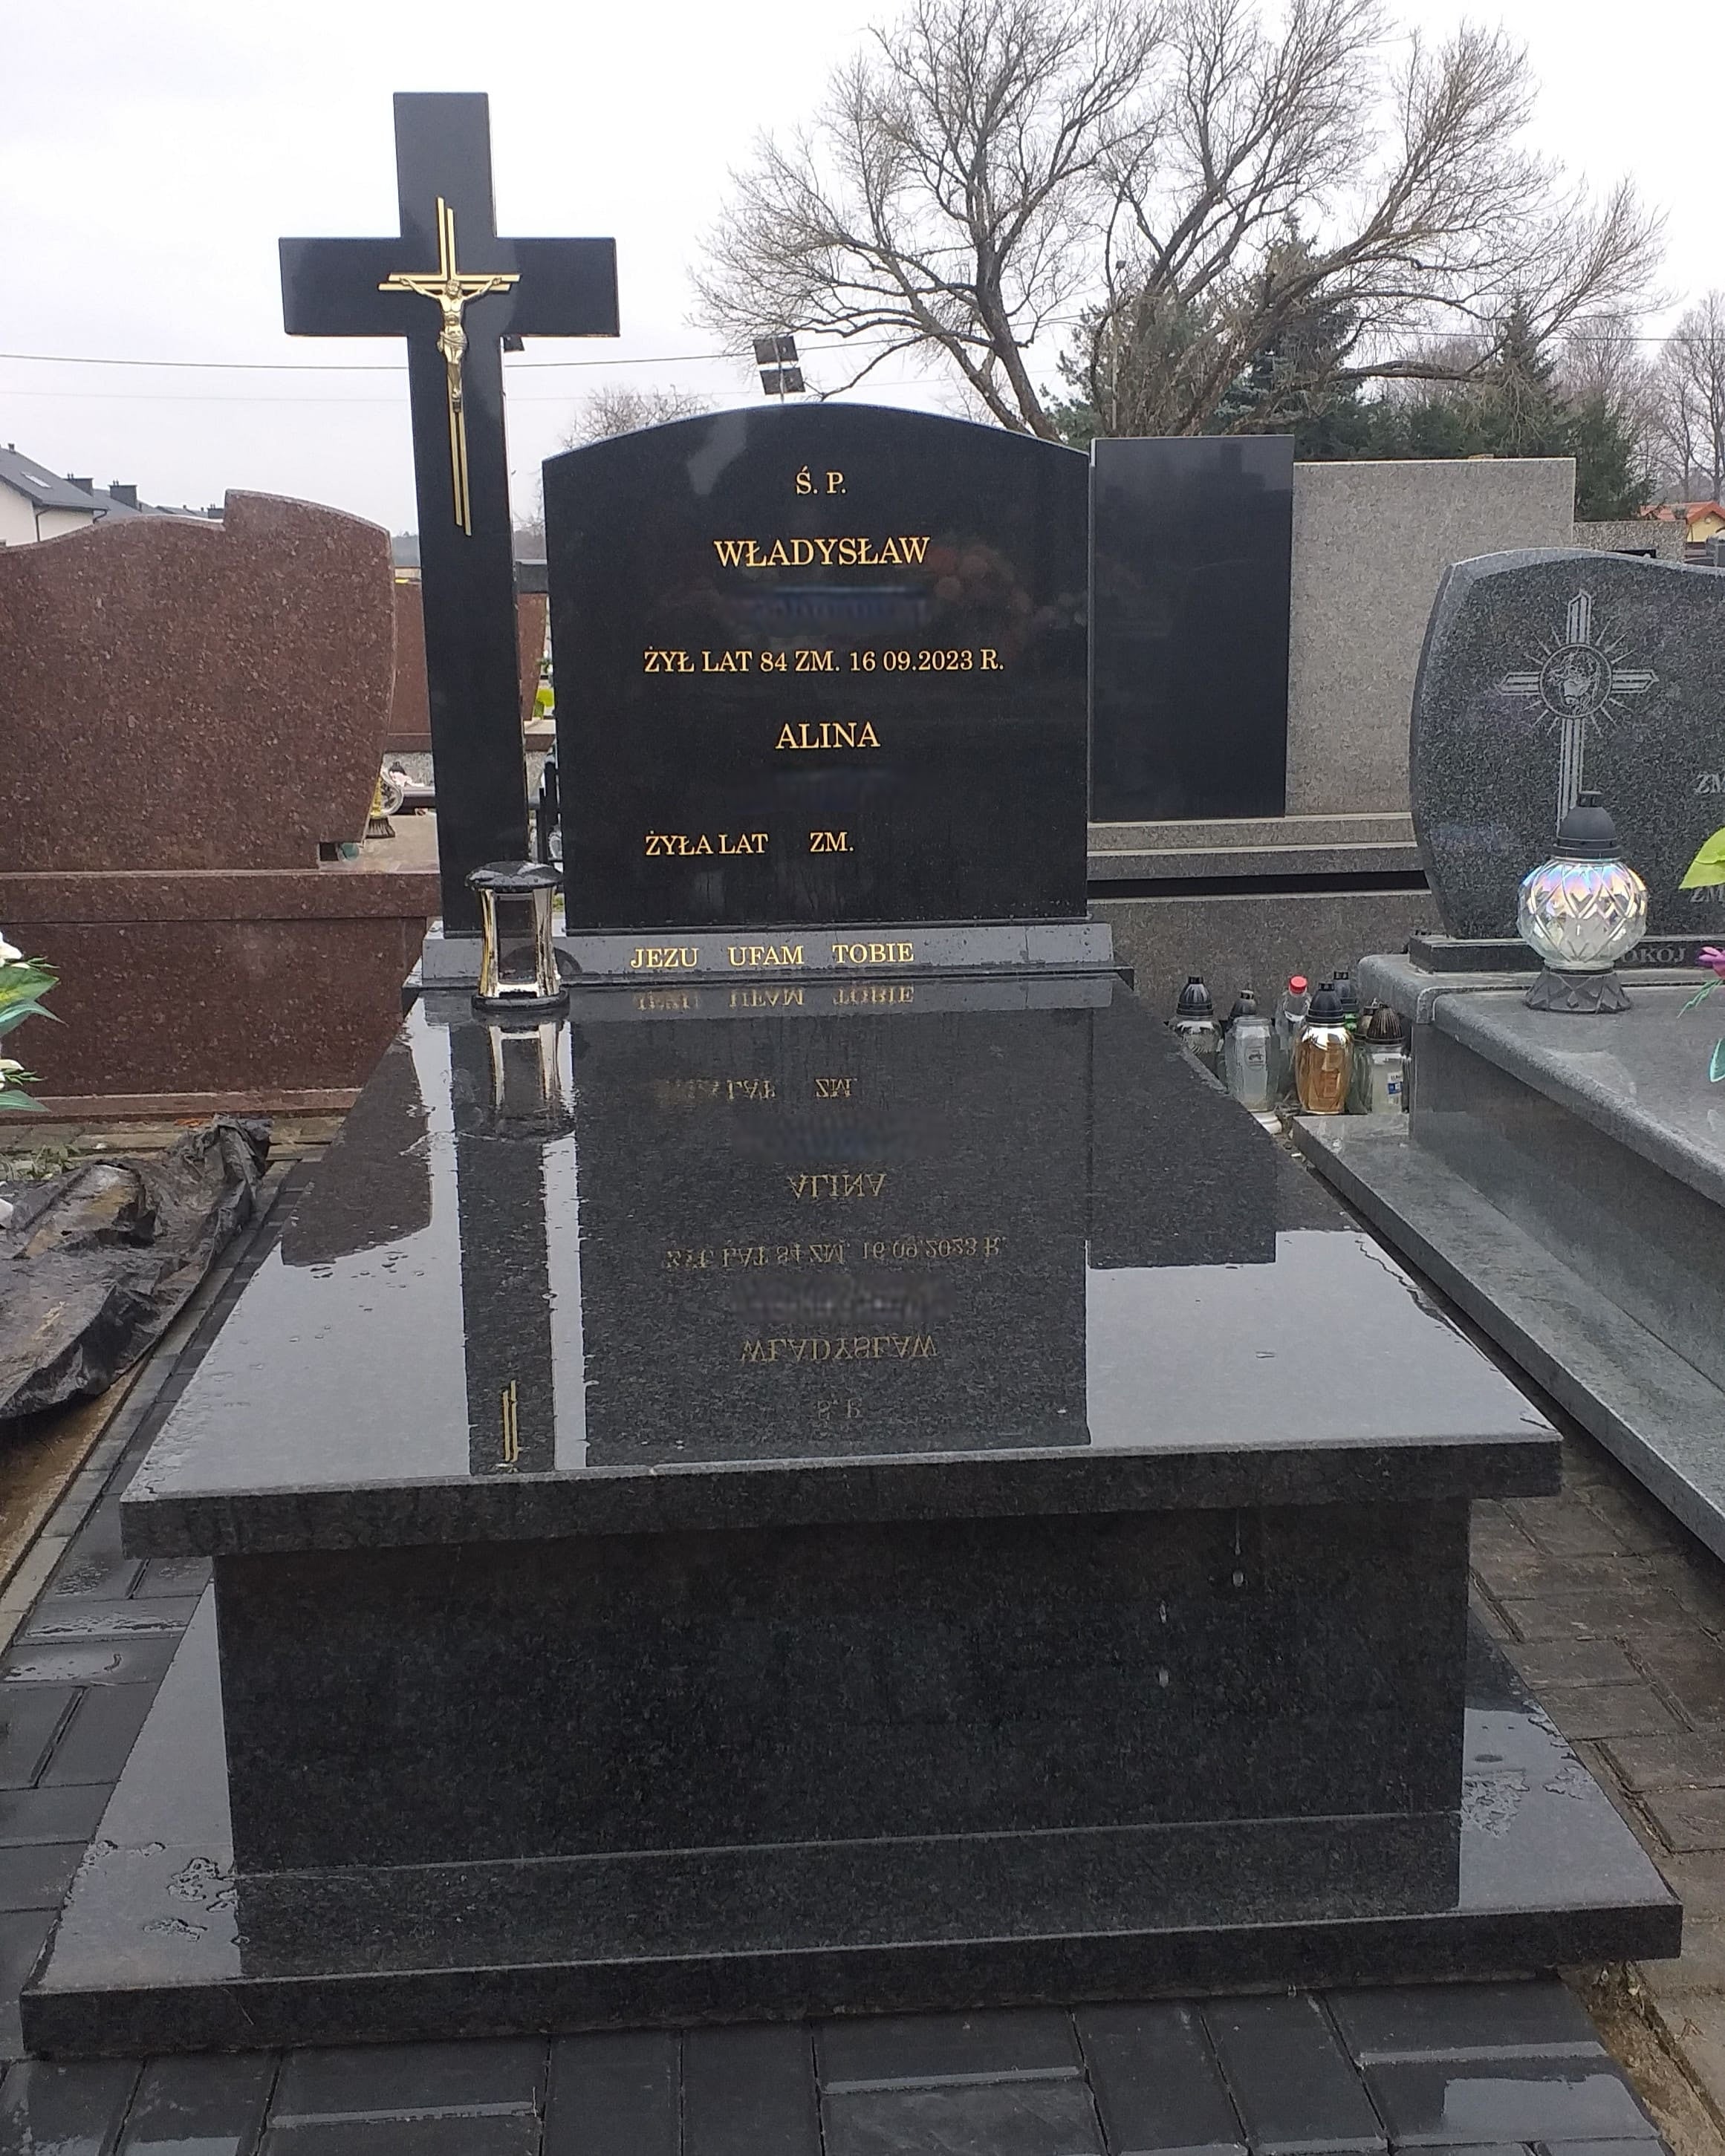 Ś. P.
WŁADYSŁAW
ŻYŁ LAT 84 ZM. 16 09.2023 R.
ALINA
ŻYŁA LAT ZM.
JEZU UFAM TOBIE